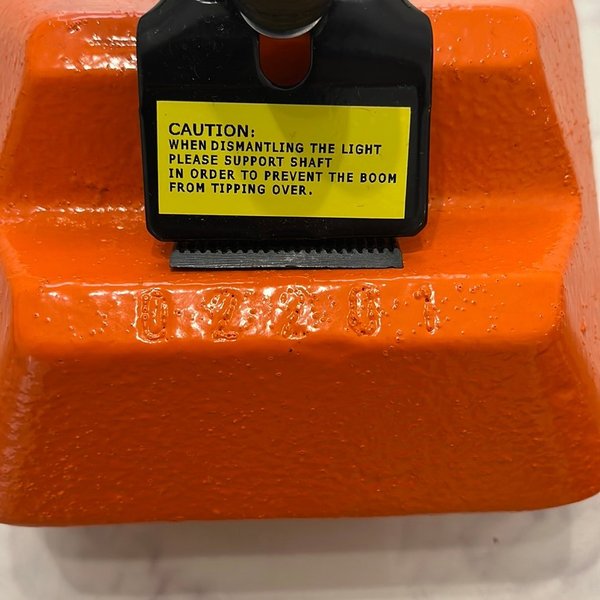 CAUTION:
WHEN DISMANTLING THE LIGHT
PLEASE SUPPORT SHAFT
IN ORDER TO PREVENT THE BOOM
FROM TIPPING OVER.
02201